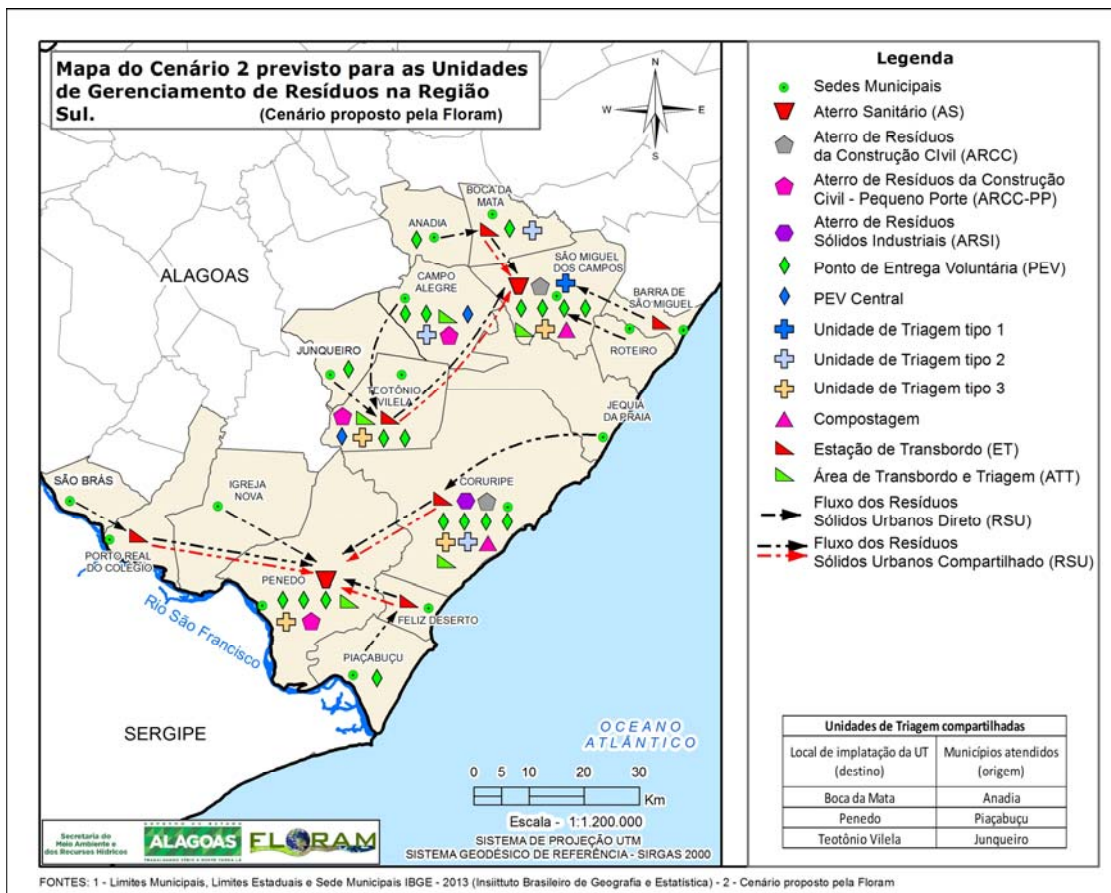 Mapa do Cenário 2 previsto para as Unidades
de Gerenciamento de Resíduos na Região
Sul. (Cenário proposto pela Floram)
N
W E
S
BOCA DA
MATA
ANADIA
ALAGOAS
CAMPO
ALEGRE
SÃO MIGUEL
DOS CAMPOS
BARRA DE
SÃO MIGUEL
ROTEIRO
JUNQUEIRO
TEOTÔNIO
VILELA
JEQUIA
DA PRAIA
SÃO BRÁS
IGREJA
NOVA
CORURIPE
PORTO REAL
DO COLÉGIO
PENEDO
FELIZ DESERTO
Rio São Francisco
PIAÇABUÇU
SERGIPE
OCEANO
ATLÂNTICO
0 5 10 20 30
Km
Escala - 1:1.200.000
SISTEMA DE PROJEÇÃO UTM
SISTEMA GEODÉSICO DE REFERÊNCIA - SIRGAS 2000
Secretaria de
Meio Ambiente e
dos Recursos Hídricos
GOVERNO DO ESTADO
ALAGOAS
FLORAM
Legenda
Sedes Municipais
Aterro Sanitário (AS)
Aterro de Resíduos
da Construção CIvil (ARCC)
Aterro de Resíduos da Construção
Civil - Pequeno Porte (ARCC-PP)
Aterro de Resíduos
Sólidos Industriais (ARSI)
Ponto de Entrega Voluntária (PEV)
PEV Central
Unidade de Triagem tipo 1
Unidade de Triagem tipo 2
Unidade de Triagem tipo 3
Compostagem
Estação de Transbordo (ET)
Área de Transbordo e Triagem (ATT)
Fluxo dos Resíduos
Sólidos Urbanos Direto (RSU)
Fluxo dos Resíduos
Sólidos Urbanos Compartilhado (RSU)
Unidades de Triagem compartilhadas
Local de implatação da UT
(destino)
Municípios atendidos
(origem)
Boca da Mata Anadia
Penedo Piaçabuçu
Teotônio Vilela Junqueiro
FONTES: 1 - Limites Municipais, Limites Estaduais e Sede Municipais IBGE - 2013 (Insiituto Brasileiro de Geografia e Estatística) - 2 - Cenário proposto pela Floram